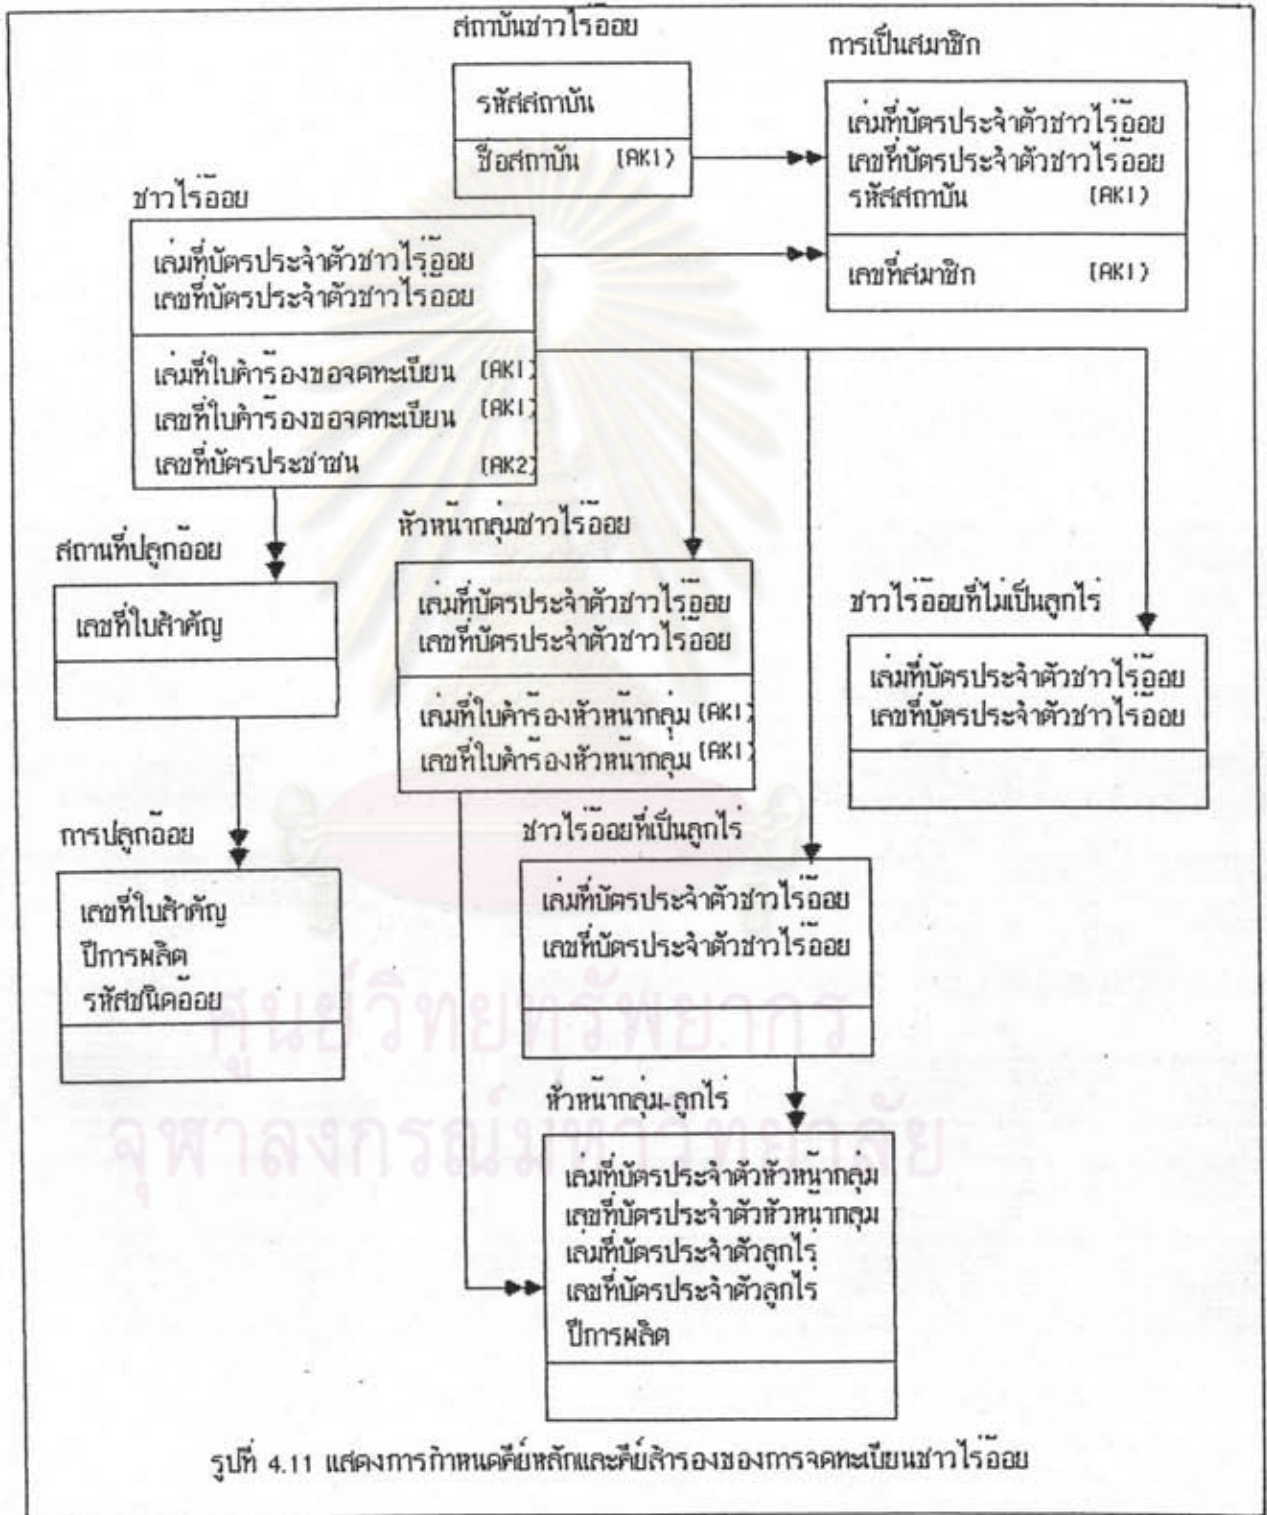 สถาบันชาวไร่อ้อย
รหัสสถาบัน
ชื่อสถาบัน (AK1)
การเป็นสมาชิก
เล่มที่บัตรประจำตัวชาวไร่อ้อย
เลขที่บัตรประจำตัวชาวไร่อ้อย
รหัสสถาบัน (AK1)
เลขที่สมาชิก (AK1)
ชาวไร่อ้อย
เล่มที่บัตรประจำตัวชาวไร่อ้อย
เลขที่บัตรประจำตัวชาวไร่อ้อย
เล่มที่ใบคำร้องขอจดทะเบียน (AK1)
เลขที่ใบคำร้องขอจดทะเบียน (AK1)
เลขที่บัตรประชาชน (AK2)
สถานที่ปลูกอ้อย
เลขที่ใบสำคัญ
หัวหน้ากลุ่มชาวไร่อ้อย
เล่มที่บัตรประจำตัวชาวไร่อ้อย
เลขที่บัตรประจำตัวชาวไร่อ้อย
เล่มที่ใบคำร้องหัวหน้ากลุ่ม (AK1)
เลขที่ใบคำร้องหัวหน้ากลุ่ม (AK1)
ชาวไร่อ้อยที่ไม่เป็นลูกไร่
เล่มที่บัตรประจำตัวชาวไร่อ้อย
เลขที่บัตรประจำตัวชาวไร่อ้อย
การปลูกอ้อย
เลขที่ใบสำคัญ
ปีการผลิต
รหัสชนิดอ้อย
ชาวไร่อ้อยที่เป็นลูกไร่
เล่มที่บัตรประจำตัวชาวไร่อ้อย
เลขที่บัตรประจำตัวชาวไร่อ้อย
หัวหน้ากลุ่ม-ลูกไร่
เล่มที่บัตรประจำตัวหัวหน้ากลุ่ม
เลขที่บัตรประจำตัวหัวหน้ากลุ่ม
เล่มที่บัตรประจำตัวลูกไร่
เลขที่บัตรประจำตัวลูกไร่
ปีการผลิต
ศูนย์วิทยทรัพยากร
จุฬาลงกรณ์มหาวิทยาลัย
รูปที่ 4.11 แสดงการกำหนดคีย์หลักและคีย์สำรองของการจดทะเบียนชาวไร่อ้อย